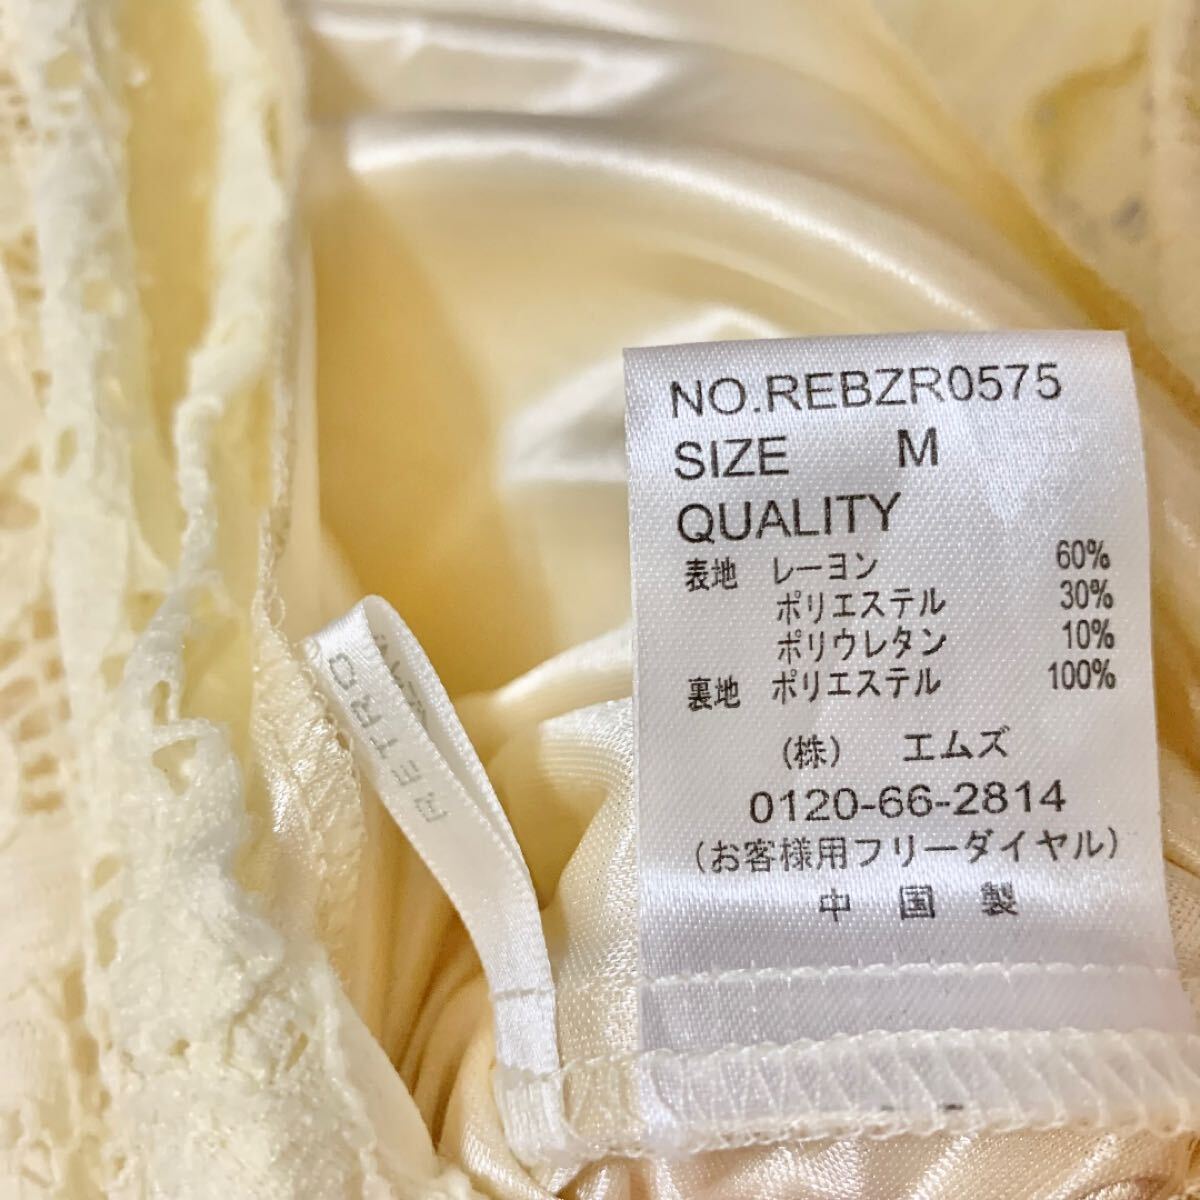 NO.REBZR0575
SIZE M
QUALITY
表地 レーヨン 60%
ポリエステル 30%
ポリウレタン 10%
裏地 ポリエステル 100%
(株) エムズ
0120-66-2814
(お客様用フリーダイヤル)
中国製
RETRO